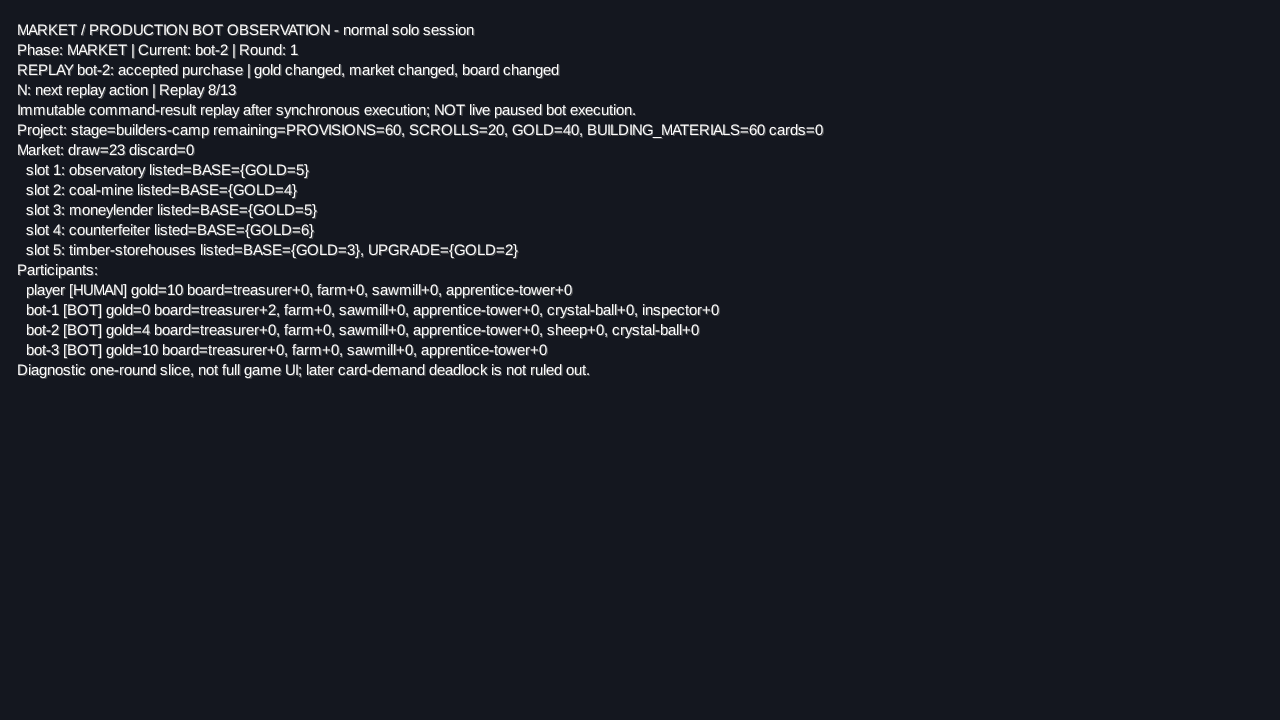 MARKET / PRODUCTION BOT OBSERVATION - normal solo session
Phase: MARKET | Current: bot-2 | Round: 1
REPLAY bot-2: accepted purchase | gold changed, market changed, board changed
N: next replay action | Replay 8/13
Immutable command-result replay after synchronous execution; NOT live paused bot execution.
Project: stage=builders-camp remaining=PROVISIONS=60, SCROLLS=20, GOLD=40, BUILDING_MATERIALS=60 cards=0
Market: draw=23 discard=0
slot 1: observatory listed=BASE={GOLD=5}
slot 2: coal-mine listed=BASE={GOLD=4}
slot 3: moneylender listed=BASE={GOLD=5}
slot 4: counterfeiter listed=BASE={GOLD=6}
slot 5: timber-storehouses listed=BASE={GOLD=3}, UPGRADE={GOLD=2}
Participants:
player [HUMAN] gold=10 board=treasurer+0, farm+0, sawmill+0, apprentice-tower+0
bot-1 [BOT] gold=0 board=treasurer+2, farm+0, sawmill+0, apprentice-tower+0, crystal-ball+0, inspector+0
bot-2 [BOT] gold=4 board=treasurer+0, farm+0, sawmill+0, apprentice-tower+0, sheep+0, crystal-ball+0
bot-3 [BOT] gold=10 board=treasurer+0, farm+0, sawmill+0, apprentice-tower+0
Diagnostic one-round slice, not full game UI; later card-demand deadlock is not ruled out.